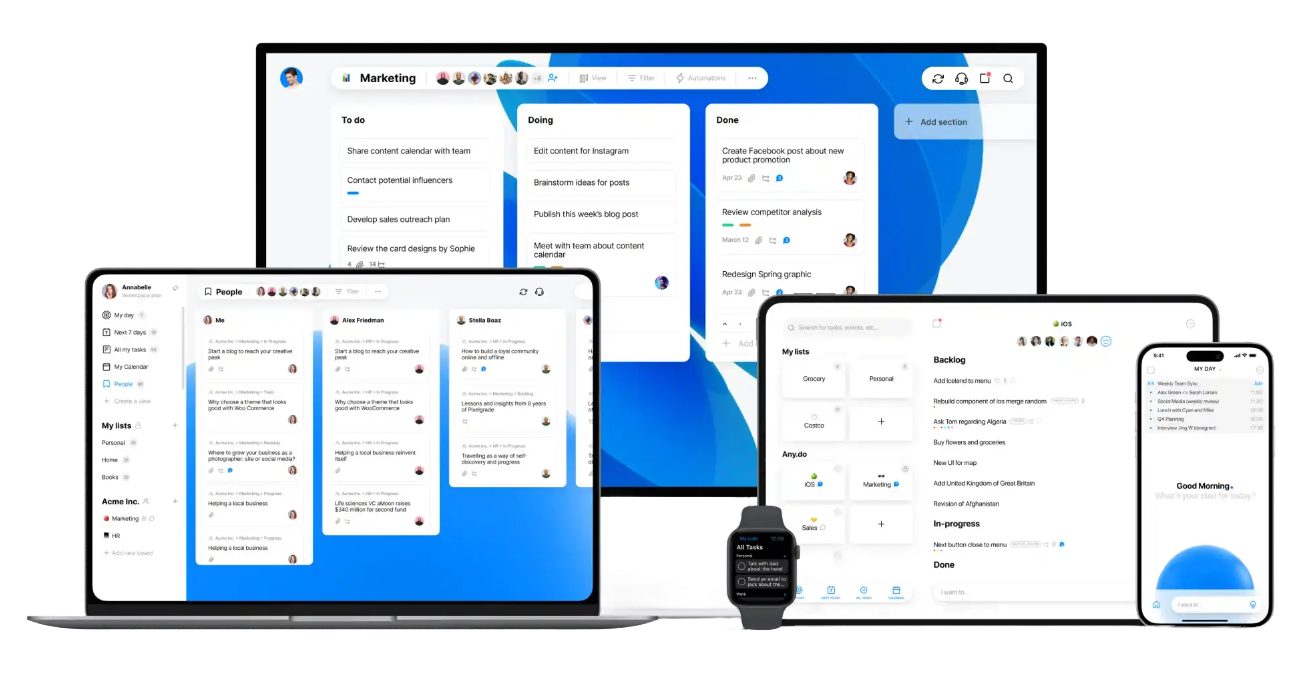 Marketing
+8
View
Filter
Automations
To do
Share content calendar with team
Contact potential influencers
Develop sales outreach plan
Review the card designs by Sophie
4
14
Doing
Edit content for Instagram
Brainstorm ideas for posts
Publish this week's blog post
Meet with team about content
calendar
Done
Create Facebook post about new
product promotion
Apr 23
Review competitor analysis
March 12
Redesign Spring graphic
Apr 23
Add
+ Add section
Annabelle
Workspace plan
My day
Next 7 days
All my tasks
My Calendar
People
+ Create a view
My lists
Personal
Home
Books
Acme Inc.
Marketing
HR
+ Add new board
People
Filter
Me
Acme Inc. > HR > In Progress
Start a blog to reach your creative
peak
Why choose a theme that looks
good with Woo Commerce
Acme Inc. > Marketing > Backlog
Where to grow your business as a
photographer: site or social media?
Acme Inc. > Marketing > Progress
Helping a local business
Acme Inc. > Marketing > Progress
Helping a local business
Alex Friedman
Acme Inc. > HR > In Progress
Start a blog to reach your creative
peak
Acme Inc. > HR > In Progress
Why choose a theme that looks
good with WooCommerce
Acme Inc. > HR > In Progress
Helping a local business reinvent
itself
Acme Inc. > HR > In Progress
Life sciences VC aMoon raises
$340 million for second fund
Stella Boaz
Acme Inc. > HR > In Progress
How to build a loyal community
online and offline
Acme Inc. > Marketing > Backlog
Lessons and insights from 8 years
of Pixelgrade
Acme Inc. > HR > In Progress
Travelling as a way of self-
discovery and progress
All Tasks
Personal
Talk with dad
about the hotel
Send an email to
jack about the...
Work
Search for tasks, events, etc...
My lists
Grocery
Personal
Costco
+
Any.do
iOS
Marketing
Sales
+
NEXT 7 DAYS
ALL TASKS
CALENDAR
iOS
Backlog
Add Iceland to menu
Rebuild component of ios merge random
Ask Tom regarding Algeria
Buy flowers and groceries
New UI for map
Add United Kingdom of Great Britain
Revision of Afghanistan
In-progress
Next button close to menu
Done
I want to...
9:41
MY DAY
Weekly Team Sync
Join
Alex Green <> Sarah Larsen
Social Media (weekly review)
Lunch with Cyan and Mike
Q4 Planning
Interview Jing W (designer)
Good Morning.
What's your plan for today?
I want to...